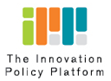 The Innovation
Policy Platform